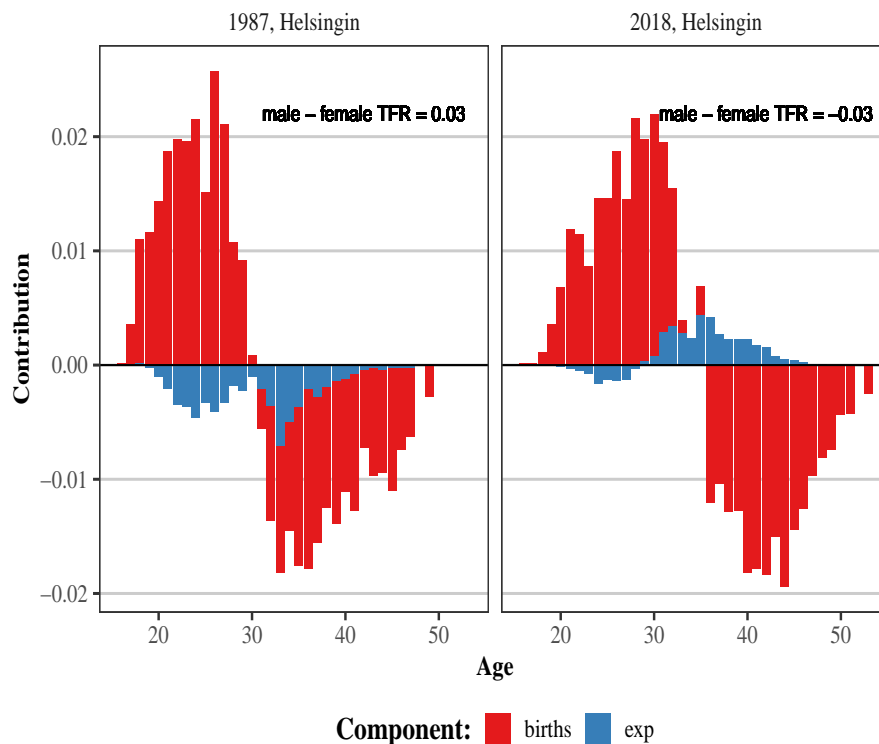 1987, Helsingin
2018, Helsingin
male – female TFR = 0.03
male – female TFR = –0.03
Contribution
0.02
0.01
0.00
−0.01
−0.02
20 30 40 50
20 30 40 50
Age
Component: births exp